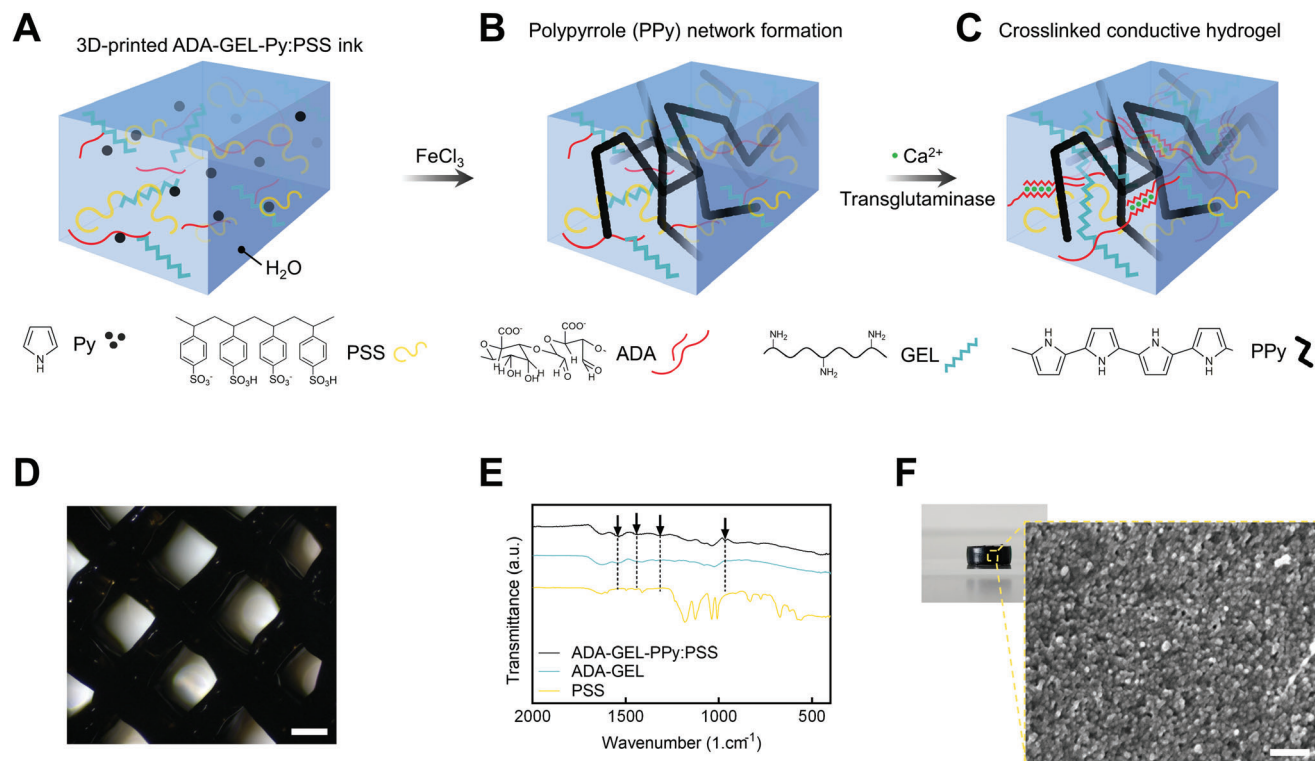 A
3D-printed ADA-GEL-Py:PSS ink
B
Polypyrrole (PPy) network formation
C
Crosslinked conductive hydrogel
FeCl₃
Ca²⁺
Transglutaminase
H₂O
N
H
Py
SO₃⁻
SO₃H
SO₃⁻
SO₃H
PSS
COO⁻
COO⁻
O
O
O
O
H
H
H
H
H
OH
OH
O
O
ADA
NH₂
NH₂
NH₂
GEL
H
N
N
H
H
N
N
H
PPy
D
E
Transmittance (a.u.)
ADA-GEL-PPy:PSS
ADA-GEL
PSS
2000
1500
1000
500
Wavenumber (1.cm⁻¹)
F